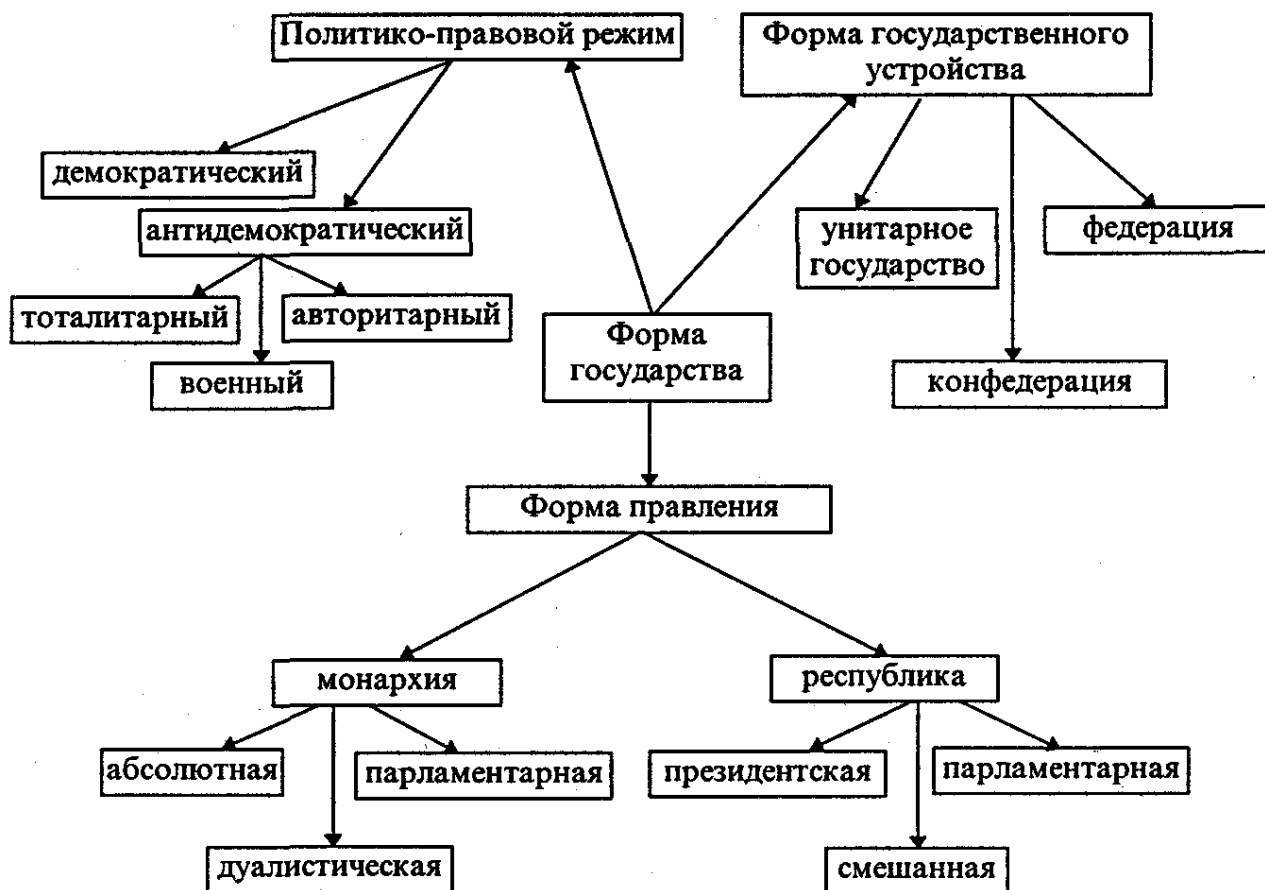 Политико-правовой режим
Форма государственного
устройства
демократический
антидемократический
тоталитарный
авторитарный
военный
унитарное
государство
федерация
конфедерация
Форма
государства
Форма правления
монархия
республика
абсолютная
парламентарная
дуалистическая
президентская
парламентарная
смешанная